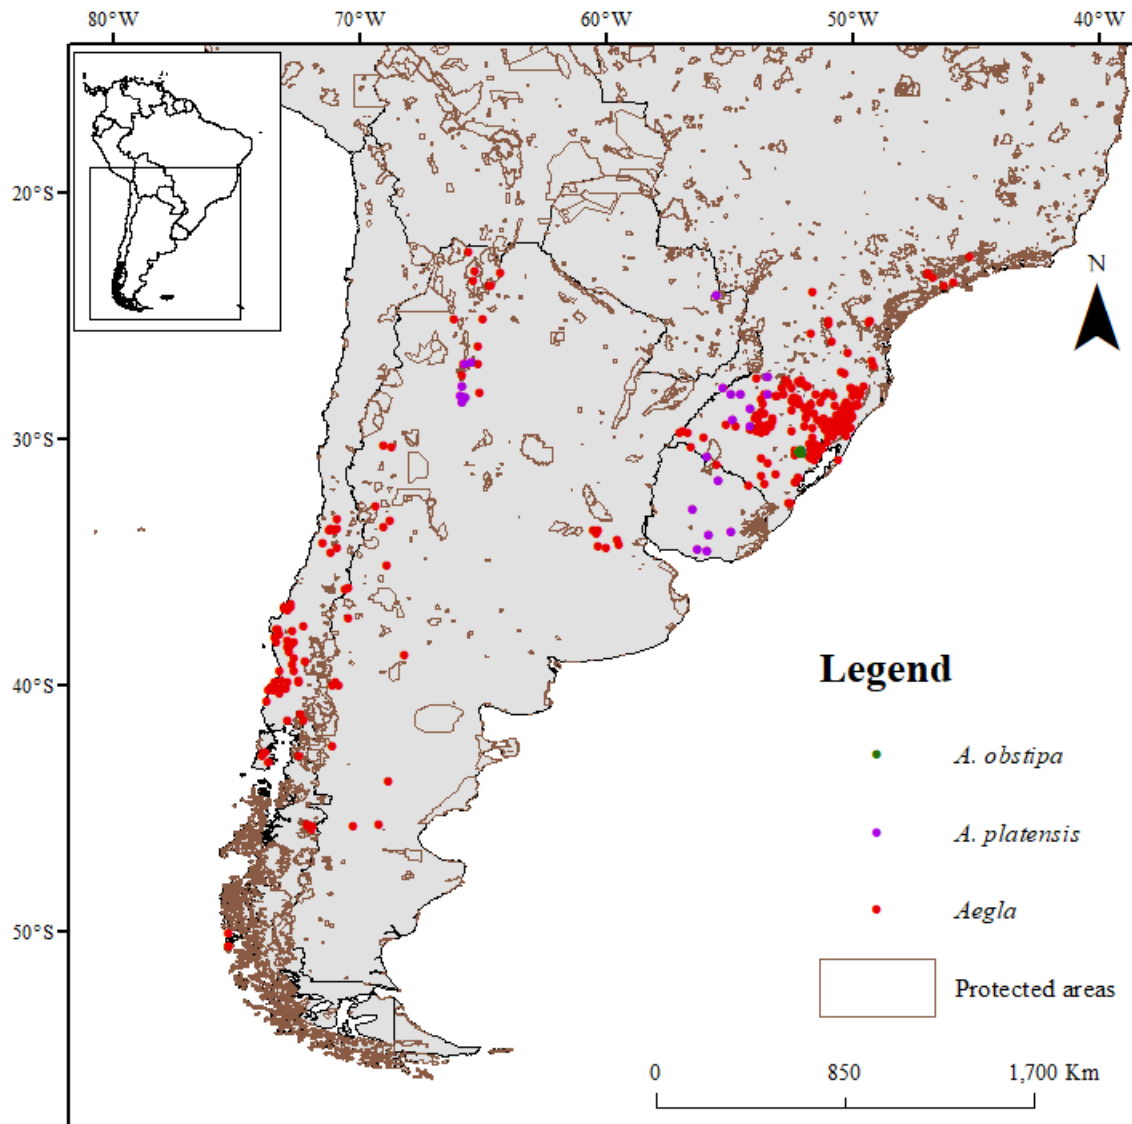 80°W 70°W 60°W 50°W 40°W
20°S
N
30°S
Legend
40°S
A. obstipa
A. platensis
Aegla
50°S
Protected areas
0 850 1,700 Km